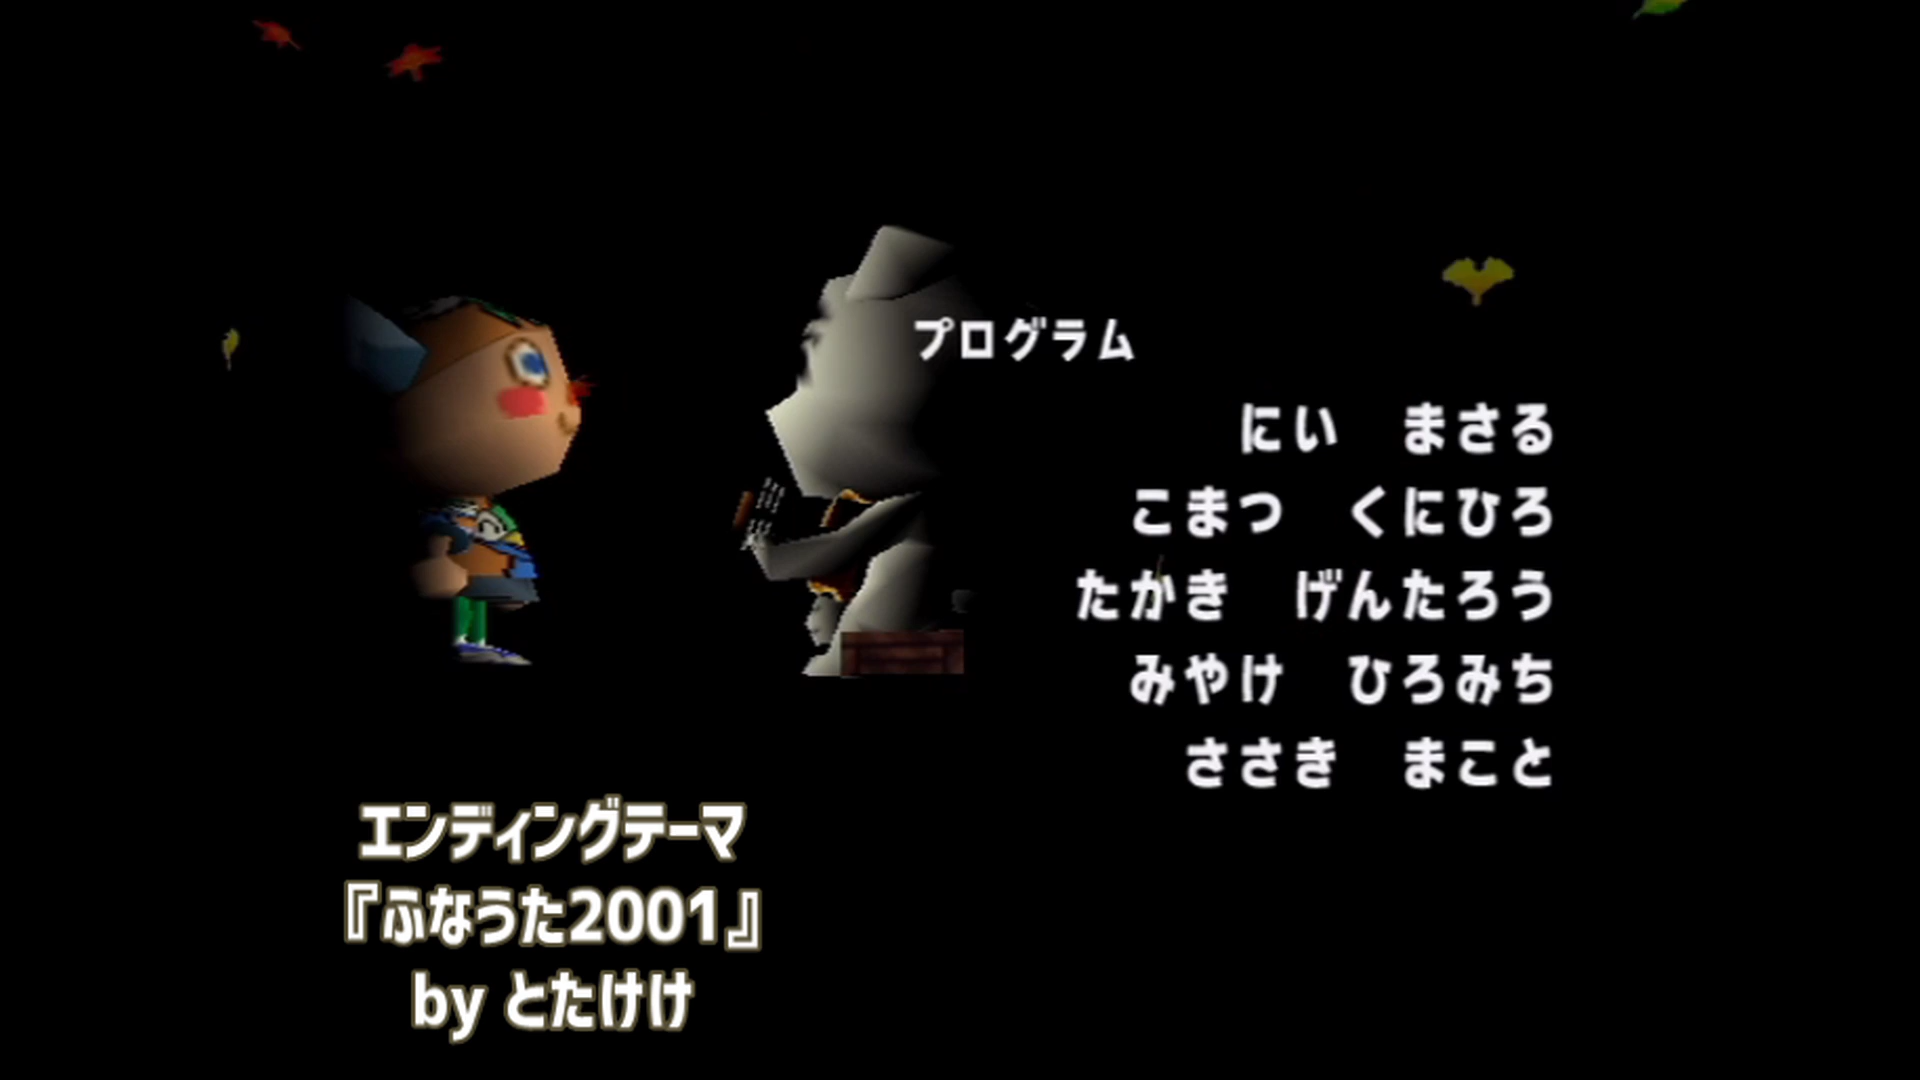 プログラム
にい　まさる
こまつ　くにひろ
たかき　げんたろう
みやけ　ひろみち
ささき　まこと
エンディングテーマ
『ふなうた2001』
by とたけけ